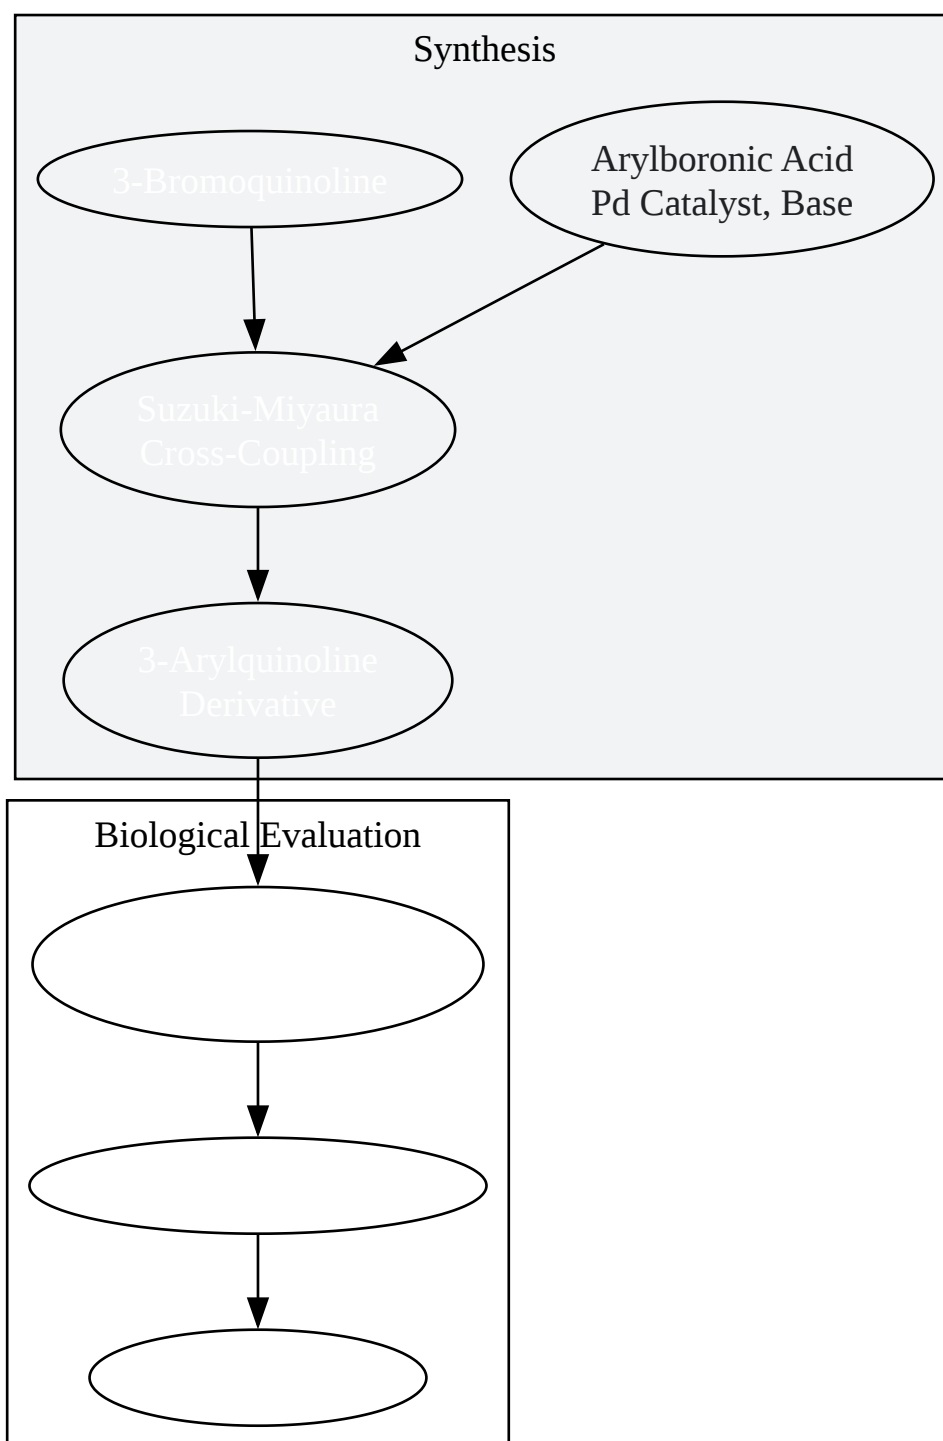 Synthesis
3-Bromoquinoline
Arylboronic Acid
Pd Catalyst, Base
Suzuki-Miyaura
Cross-Coupling
3-Arylquinoline
Derivative
Biological Evaluation